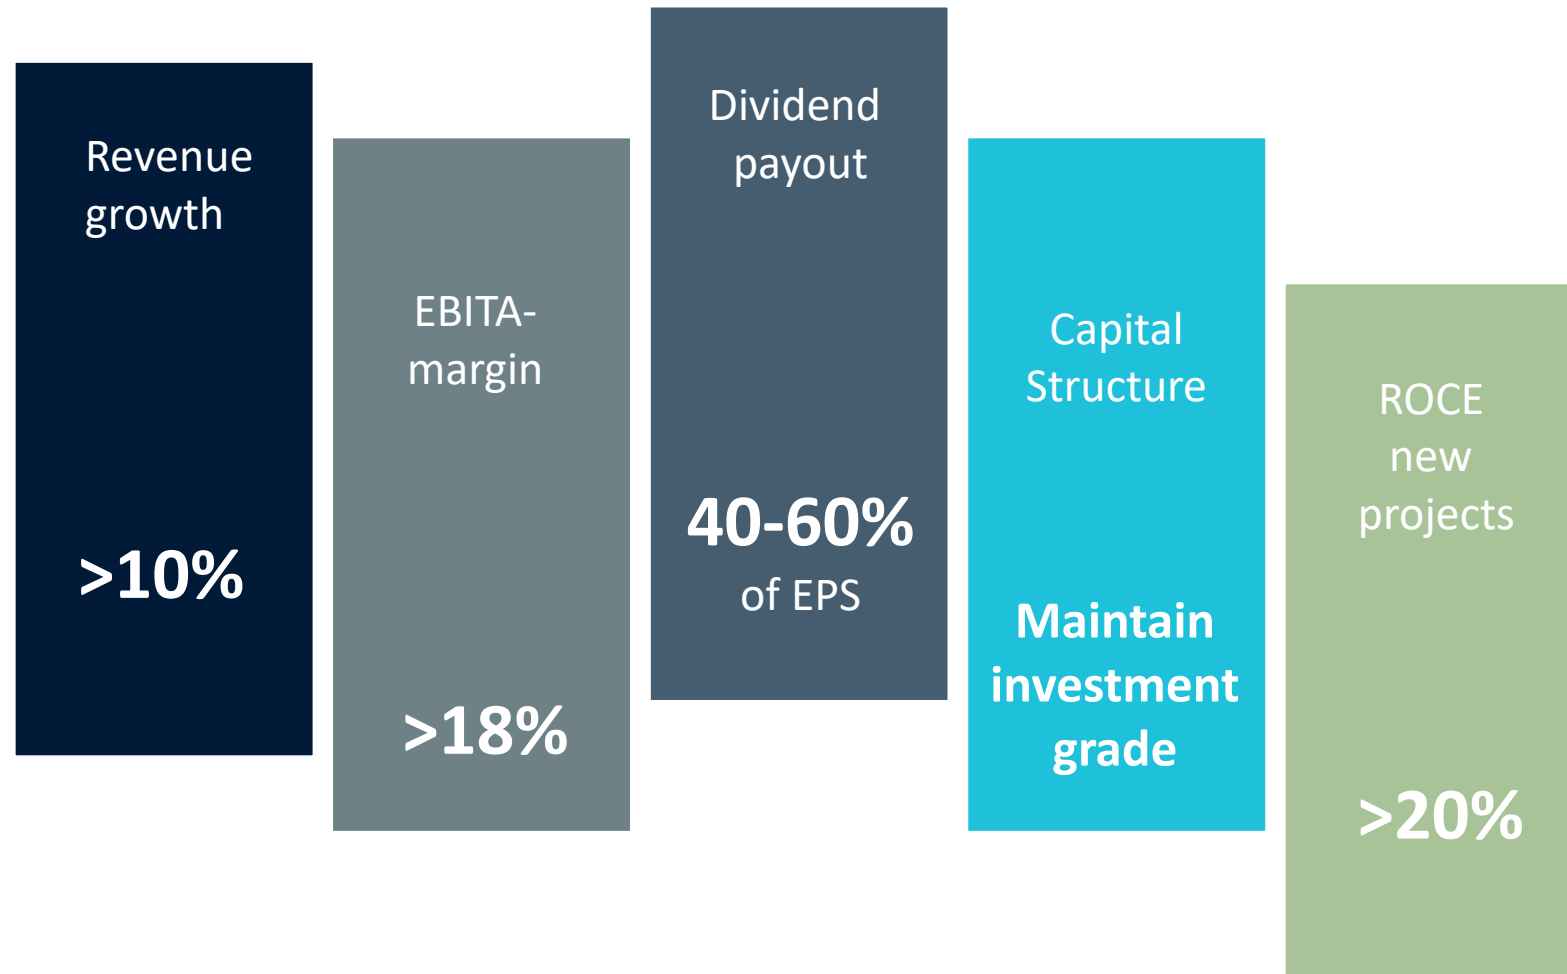 Revenue
growth
>10%
EBITA-
margin
>18%
Dividend
payout
40-60%
of EPS
Capital
Structure
Maintain
investment
grade
ROCE
new
projects
>20%